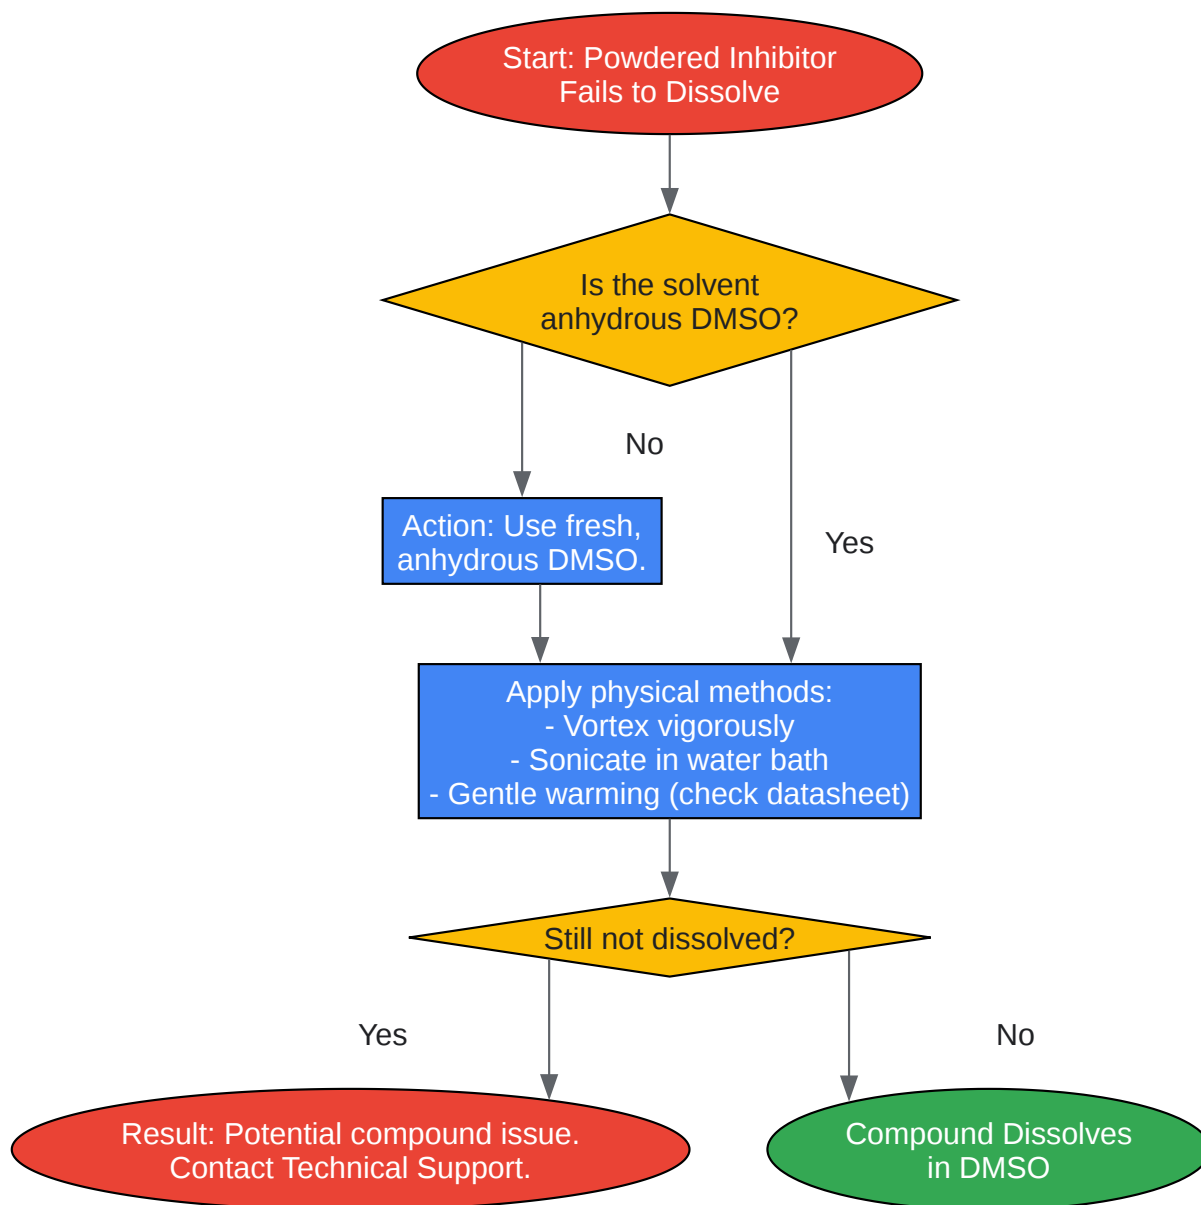 Start: Powdered Inhibitor
Fails to Dissolve
Is the solvent
anhydrous DMSO?
No
Action: Use fresh,
anhydrous DMSO.
Yes
Apply physical methods:
- Vortex vigorously
- Sonicate in water bath
- Gentle warming (check datasheet)
Still not dissolved?
Yes
No
Result: Potential compound issue.
Contact Technical Support.
Compound Dissolves
in DMSO